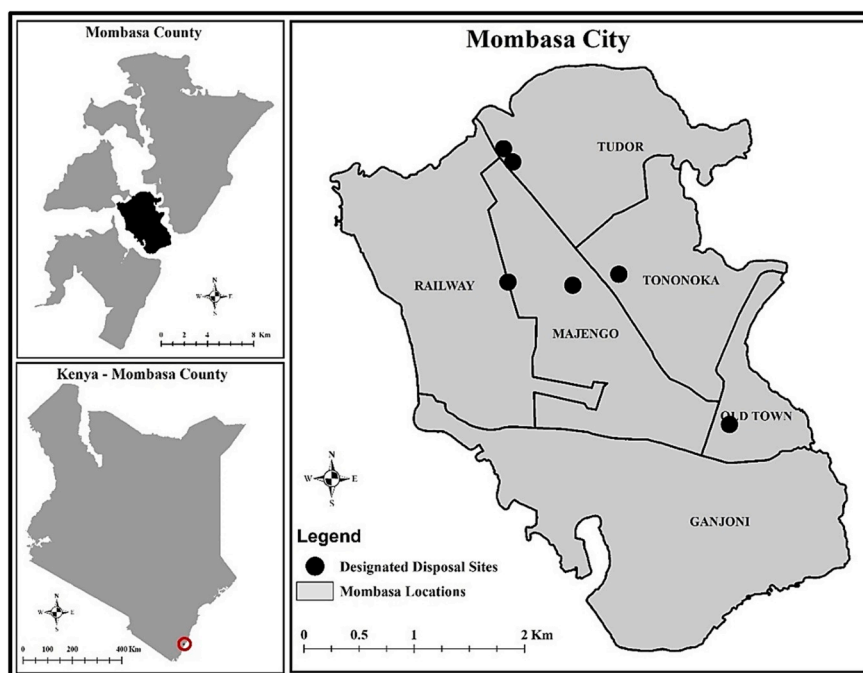 Mombasa County
N
W E
S
0 2 4 8 Km
Kenya - Mombasa County
N
W E
S
0 100 200 400 Km
Mombasa City
TUDOR
RAILWAY
TONONOKA
MAJENGO
OLD TOWN
GANJONI
N
W E
S
Legend
Designated Disposal Sites
Mombasa Locations
0 0.5 1 2 Km